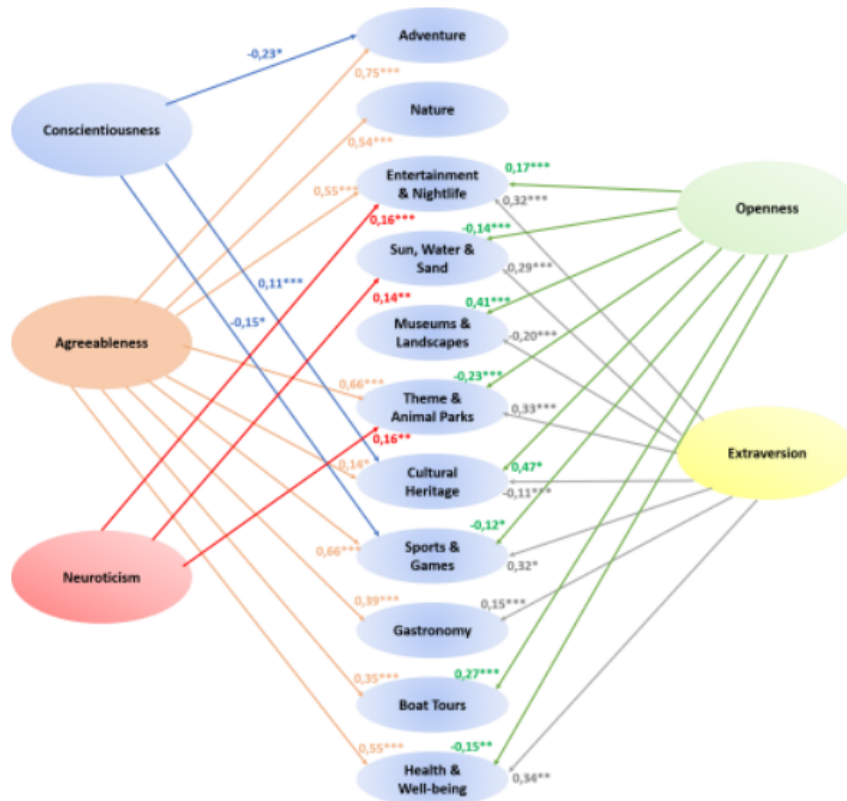 Adventure
-0,23*
0,75***
Conscientiousness
Nature
0,54***
Entertainment
& Nightlife
0,17***
0,55***
0,32***
0,16***
Openness
-0,14***
Sun, Water &
Sand
0,29***
0,11***
0,14**
0,41***
-0,15*
Museums &
Landscapes
-0,20***
Agreeableness
-0,23***
0,66***
Theme &
Animal Parks
0,33***
0,16**
Extraversion
0,14*
Cultural
Heritage
0,47*
-0,11***
-0,12*
Sports &
Games
0,66***
0,32*
Neuroticism
0,39***
0,15***
Gastronomy
0,35***
0,27***
Boat Tours
0,55***
-0,15**
Health &
Well-being
0,34**